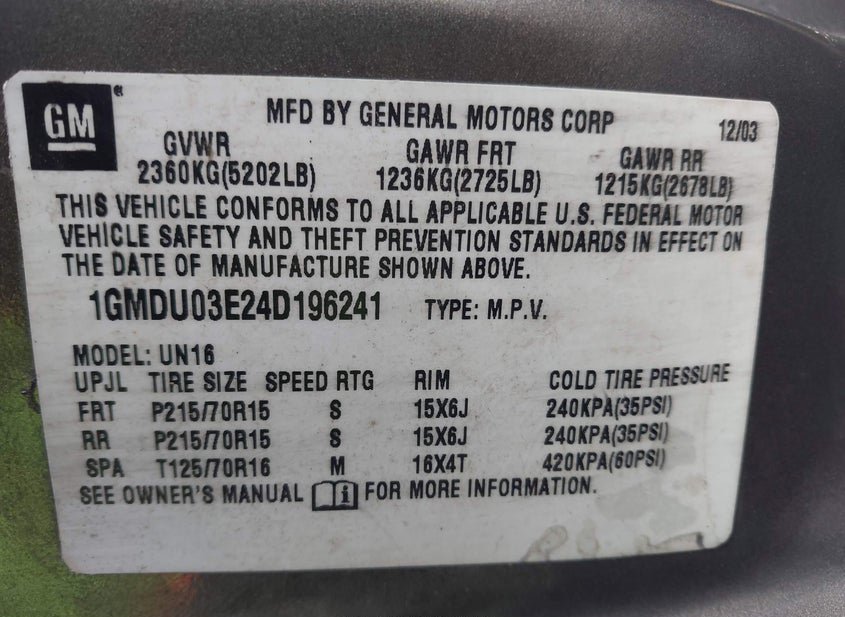 GM
MFD BY GENERAL MOTORS CORP 12/03
GVWR GAWR FRT GAWR RR
2360KG(5202LB) 1236KG(2725LB) 1215KG(2678LB)
THIS VEHICLE CONFORMS TO ALL APPLICABLE U.S. FEDERAL MOTOR
VEHICLE SAFETY AND THEFT PREVENTION STANDARDS IN EFFECT ON
THE DATE OF MANUFACTURE SHOWN ABOVE.
1GMDU03E24D196241 TYPE: M.P.V.
MODEL: UN16
UPJL TIRE SIZE SPEED RTG RIM COLD TIRE PRESSURE
FRT P215/70R15 S 15X6J 240KPA(35PSI)
RR P215/70R15 S 15X6J 240KPA(35PSI)
SPA T125/70R16 M 16X4T 420KPA(60PSI)
SEE OWNER'S MANUAL i FOR MORE INFORMATION.